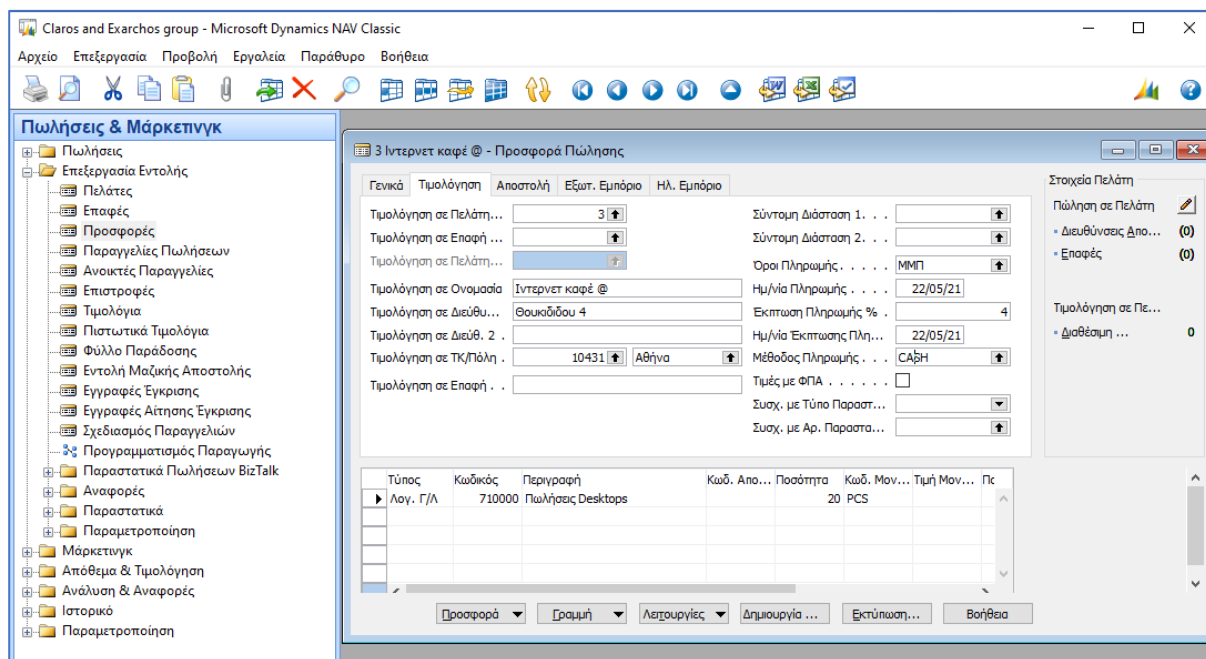 Claros and Exarchos group - Microsoft Dynamics NAV Classic
Αρχείο Επεξεργασία Προβολή Εργαλεία Παράθυρο Βοήθεια
Πωλήσεις & Μάρκετινγκ
Πωλήσεις
Επεξεργασία Εντολής
Πελάτες
Επαφές
Προσφορές
Παραγγελίες Πωλήσεων
Ανοικτές Παραγγελίες
Επιστροφές
Τιμολόγια
Πιστωτικά Τιμολόγια
Φύλλο Παράδοσης
Εντολή Μαζικής Αποστολής
Εγγραφές Έγκρισης
Εγγραφές Αίτησης Έγκρισης
Σχεδιασμός Παραγγελιών
Προγραμματισμός Παραγωγής
Παραστατικά Πωλήσεων BizTalk
Αναφορές
Παραστατικά
Παραμετροποίηση
Μάρκετινγκ
Απόθεμα & Τιμολόγηση
Ανάλυση & Αναφορές
Ιστορικό
Παραμετροποίηση
3 Ιντερνετ καφέ @ - Προσφορά Πώλησης
Γενικά Τιμολόγηση Αποστολή Εξωτ. Εμπόριο Ηλ. Εμπόριο
Τιμολόγηση σε Πελάτη... 3
Τιμολόγηση σε Επαφή ...
Τιμολόγηση σε Πελάτη...
Τιμολόγηση σε Ονομασία Ιντερνετ καφέ @
Τιμολόγηση σε Διεύθυ... Θουκιδίδου 4
Τιμολόγηση σε Διεύθ. 2 .
Τιμολόγηση σε ΤΚ/Πόλη . 10431 Αθήνα
Τιμολόγηση σε Επαφή . .
Σύντομη Διάσταση 1. . .
Σύντομη Διάσταση 2. . .
Όροι Πληρωμής . . . . . ΜΜΠ
Ημ/νία Πληρωμής . . . . 22/05/21
Έκπτωση Πληρωμής % . 4
Ημ/νία Έκπτωσης Πλη... 22/05/21
Μέθοδος Πληρωμής . . . CASH
Τιμές με ΦΠΑ . . . . . .
Συσχ. με Τύπο Παραστ...
Συσχ. με Αρ. Παραστα...
Στοιχεία Πελάτη
Πώληση σε Πελάτη
Διευθύνσεις Απο... (0)
Επαφές (0)
Τιμολόγηση σε Πε...
Διαθέσιμη ... 0
Τύπος Κωδικός Περιγραφή Κωδ. Απο... Ποσότητα Κωδ. Μον... Τιμή Μον... Πο
Λογ. Γ/Λ 710000 Πωλήσεις Desktops 20 PCS
Προσφορά Γραμμή Λειτουργίες Δημιουργία ... Εκτύπωση... Βοήθεια